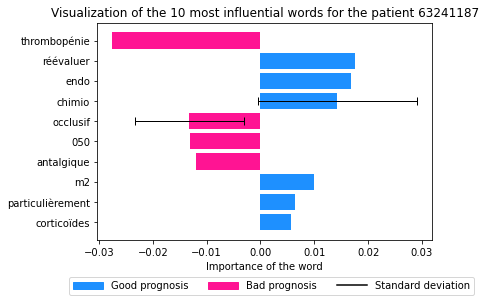 Visualization of the 10 most influential words for the patient 63241187
thrombopénie
réévaluer
endo
chimio
occlusif
050
antalgique
m2
particulièrement
corticoïdes
−0.03 −0.02 −0.01 0.00 0.01 0.02 0.03
Importance of the word
Good prognosis Bad prognosis Standard deviation